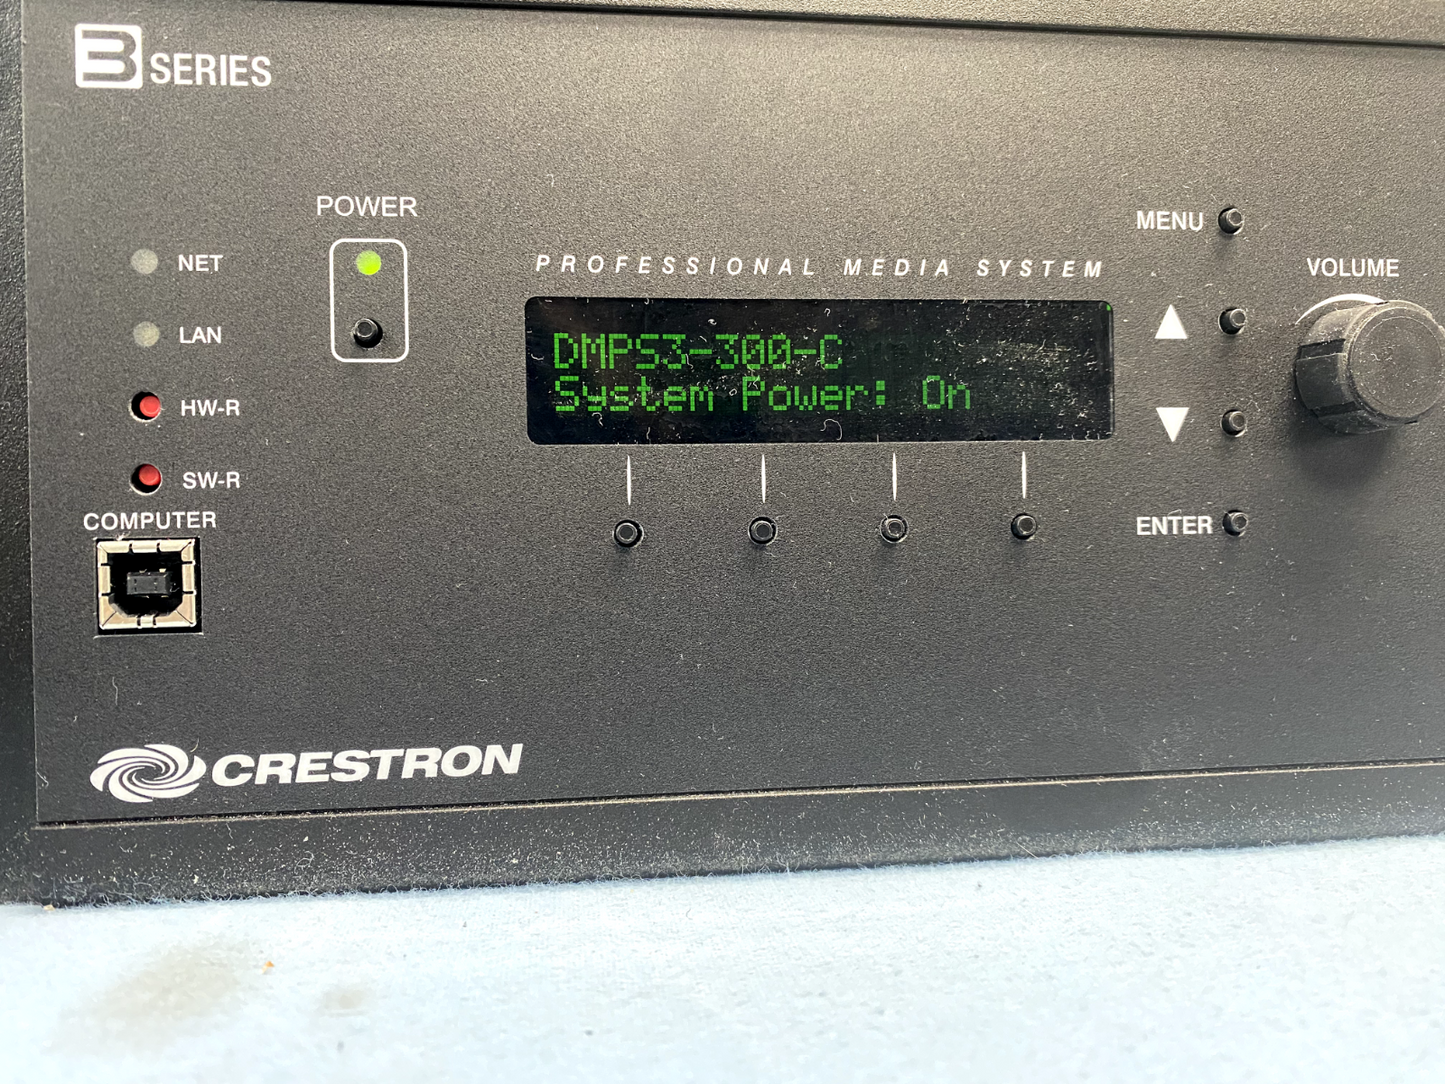 3 SERIES
POWER
NET
LAN
HW-R
SW-R
COMPUTER
PROFESSIONAL MEDIA SYSTEM
DMPS3-300-C
System Power: On
MENU
ENTER
VOLUME
CRESTRON